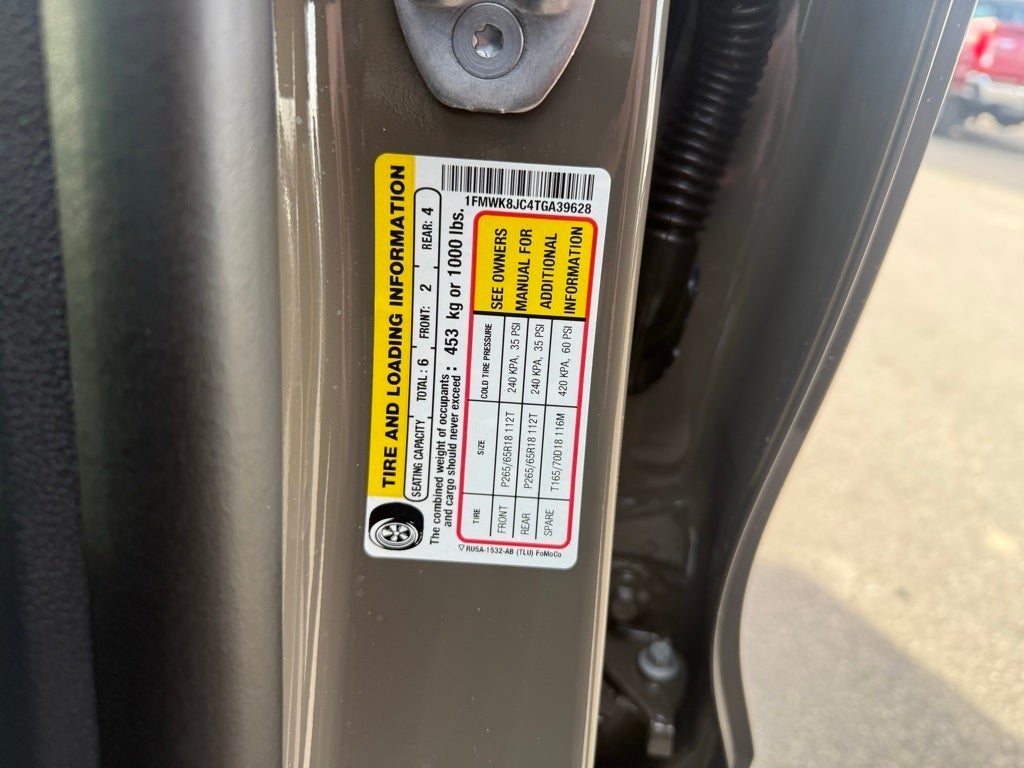 TIRE AND LOADING INFORMATION
SEATING CAPACITY TOTAL: 6 FRONT: 2 REAR: 4
The combined weight of occupants
and cargo should never exceed: 453 kg or 1000 lbs.
TIRE SIZE COLD TIRE PRESSURE
FRONT P265/65R18 112T 240 KPA, 35 PSI
REAR P265/65R18 112T 240 KPA, 35 PSI
SPARE T165/70D18 116M 420 KPA, 60 PSI
SEE OWNERS
MANUAL FOR
ADDITIONAL
INFORMATION
1FMWK8JC4TGA39628
RU5A-1532-AB (TLU) FoMoCo